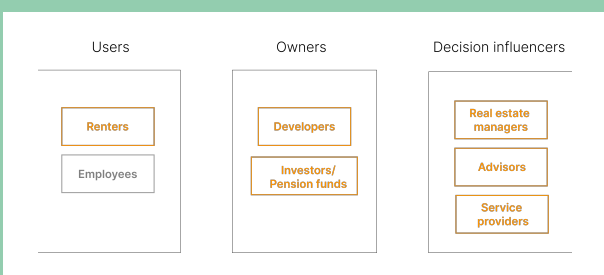 Users
Renters
Employees
Owners
Developers
Investors/
Pension funds
Decision influencers
Real estate
managers
Advisors
Service
providers